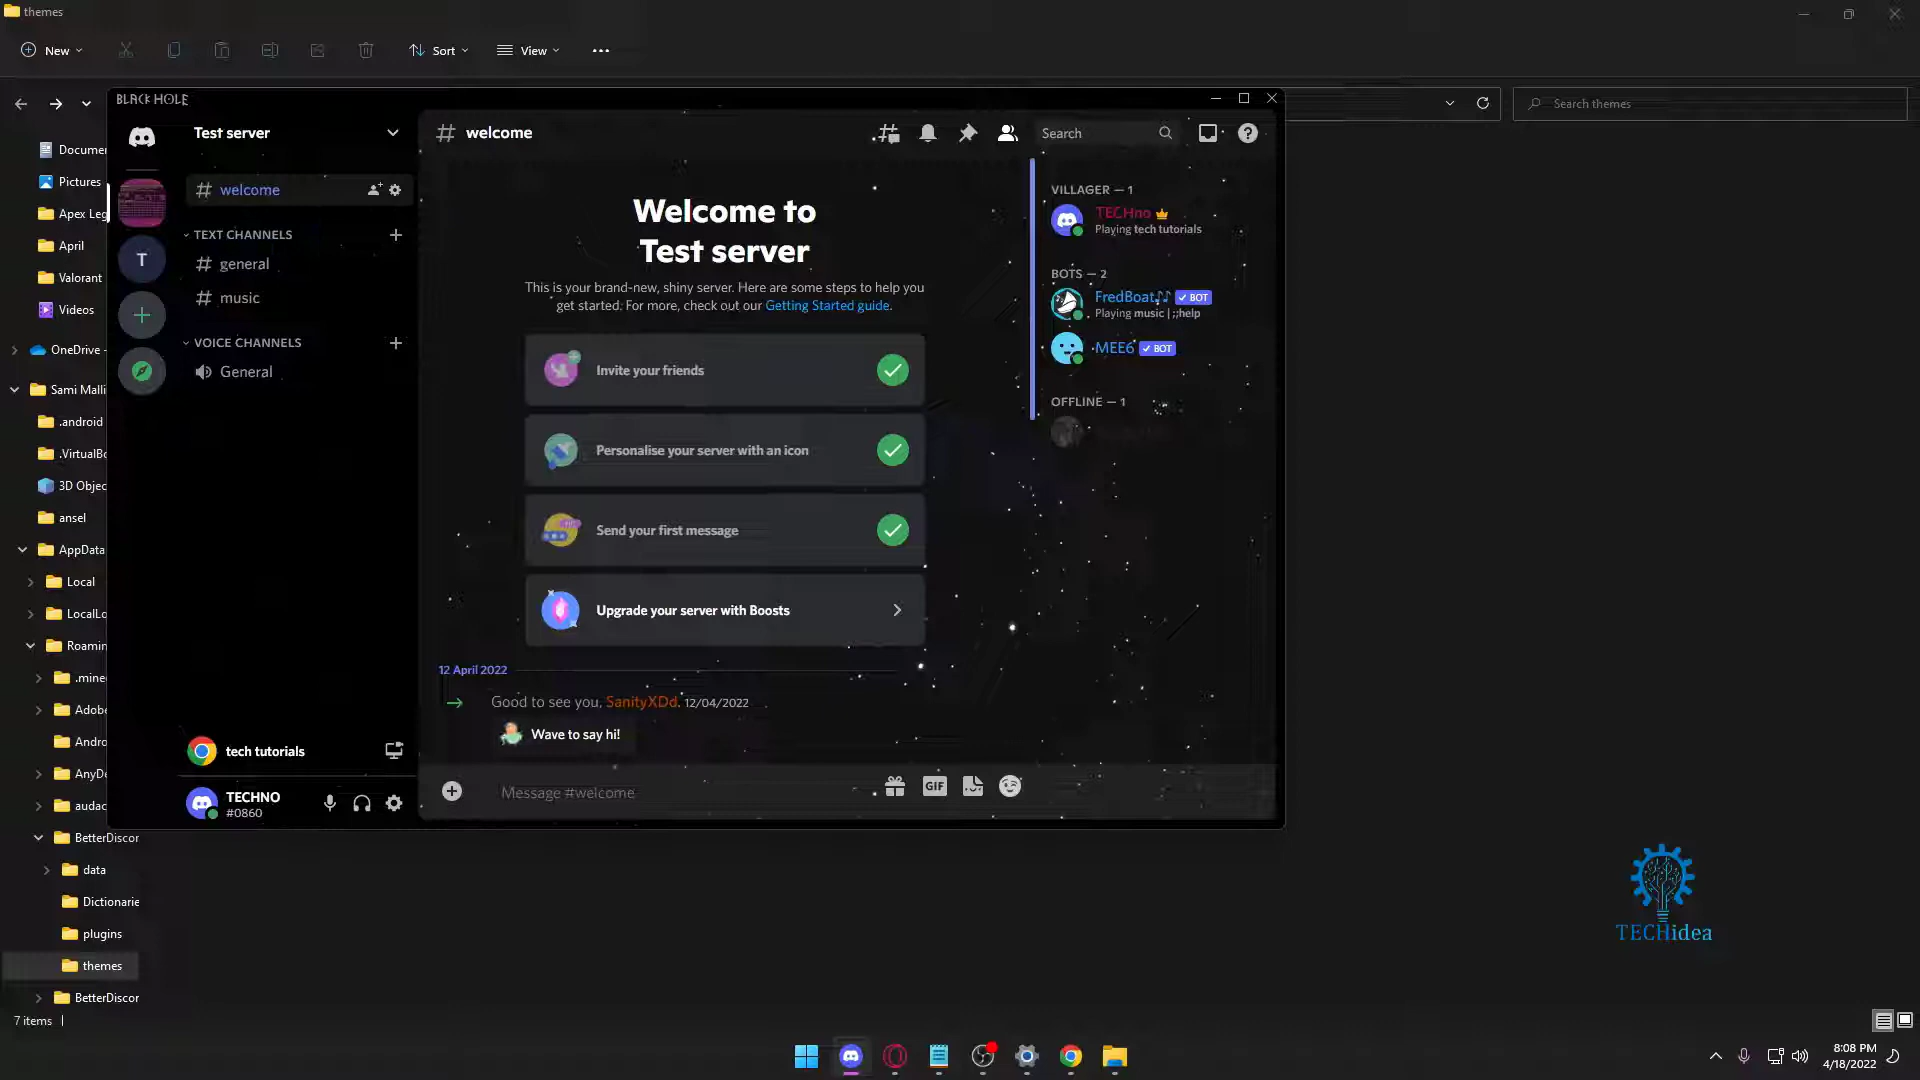 themes
New
Sort
View
Search themes
BLACK HOLE
Test server
welcome
Search
Documen
Pictures
Apex Leg
April
Valorant
Videos
OneDrive -
Sami Malli
.android
.VirtualBo
3D Objec
ansel
AppData
Local
LocalLo
Roamin
.mine
Adobe
Andro
AnyDe
audac
BetterDiscor
data
Dictionarie
plugins
themes
BetterDiscor
7 items
T
welcome
TEXT CHANNELS
general
music
VOICE CHANNELS
General
tech tutorials
TECHNO
#0860
Welcome to
Test server
This is your brand-new, shiny server. Here are some steps to help you
get started. For more, check out our Getting Started guide.
Invite your friends
Personalise your server with an icon
Send your first message
Upgrade your server with Boosts
12 April 2022
Good to see you, SanityXDd. 12/04/2022
Wave to say hi!
Message #welcome
GIF
VILLAGER — 1
TECHno
Playing tech tutorials
BOTS — 2
FredBoat♪♪ BOT
Playing music | ;;help
MEE6 BOT
OFFLINE — 1
TECHidea
8:08 PM
4/18/2022